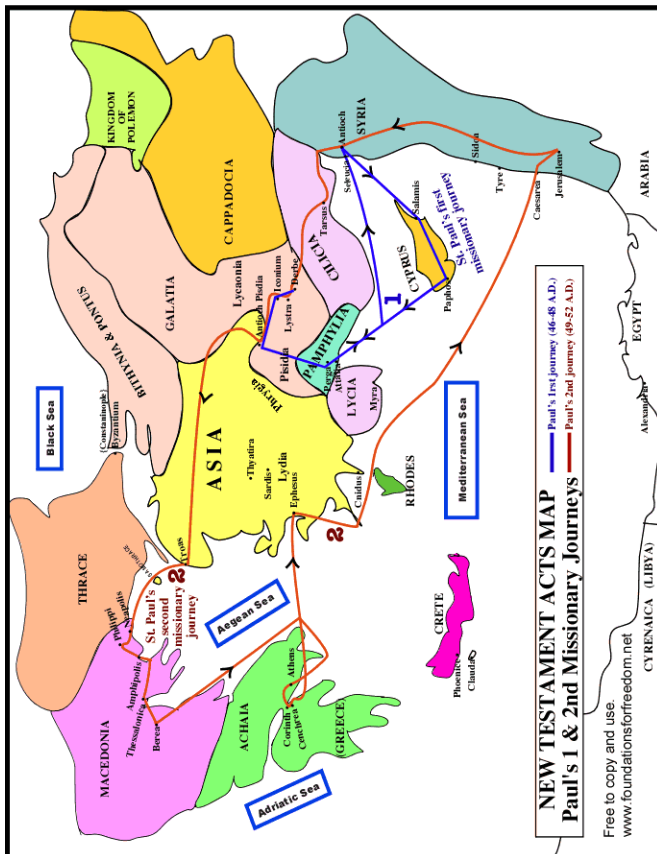 KINGDOM
OF
POLEMON
CAPPADOCIA
BITHYNIA & PONTUS
GALATIA
Lycaonia
Antioch Pisdia
Iconium
Lystra
Derbe
Pisidia
PAMPHYLIA
Perga
Attalia
LYCIA
Myra
CILICIA
Tarsus
Antioch
Seleucia
SYRIA
Sidon
Tyre
Caesarea
Jerusalem
ARABIA
EGYPT
Alexandria
CYPRUS
Salamis
Paphos
St. Paul's first
missionary journey
1
Black Sea
{Constaninople}
Byzantium
ASIA
Phrygia
Thyatira
Sardis
Lydia
Ephesus
Cnidus
RHODES
Mediterranean Sea
2
THRACE
SAMOTHRACE
Troas
2
St. Paul's
second
missionary
journey
Aegean Sea
Philippi
Neapolis
Amphipolis
Thessalonica
Berea
MACEDONIA
ACHAIA
Athens
Corinth
Cenchrea
GREECE
Adriatic Sea
CRETE
Phoenice
Clauda
CYRENAICA (LIBYA)
NEW TESTAMENT ACTS MAP
Paul's 1 & 2nd Missionary Journeys
Paul's 1rst journey (46-48 A.D.)
Paul's 2nd journey (49-52 A.D.)
Free to copy and use.
www.foundationsforfreedom.net